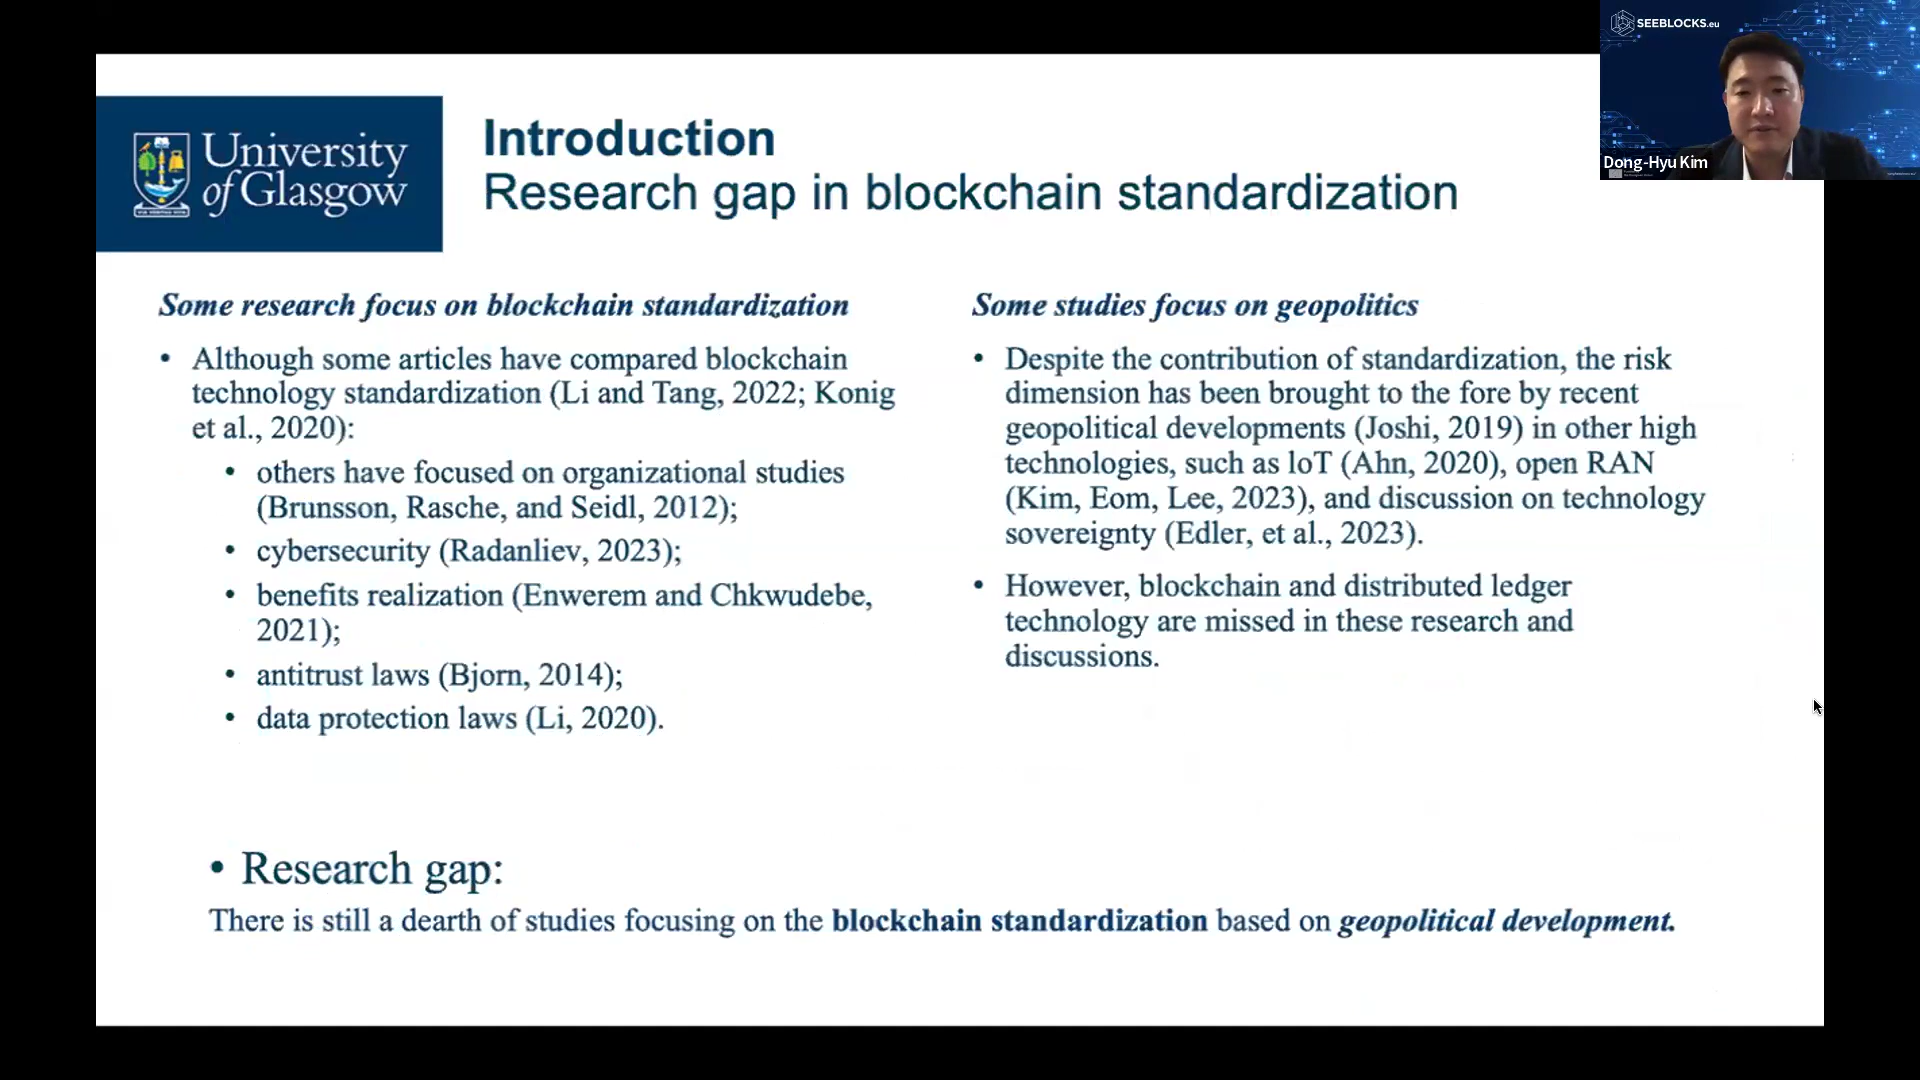 SEEBLOCKS.eu
Dong-Hyu Kim
University
of Glasgow
Introduction
Research gap in blockchain standardization
Some research focus on blockchain standardization
• Although some articles have compared blockchain
technology standardization (Li and Tang, 2022; Konig
et al., 2020):
• others have focused on organizational studies
(Brunsson, Rasche, and Seidl, 2012);
• cybersecurity (Radanliev, 2023);
• benefits realization (Enwerem and Chkwudebe,
2021);
• antitrust laws (Bjorn, 2014);
• data protection laws (Li, 2020).
Some studies focus on geopolitics
• Despite the contribution of standardization, the risk
dimension has been brought to the fore by recent
geopolitical developments (Joshi, 2019) in other high
technologies, such as loT (Ahn, 2020), open RAN
(Kim, Eom, Lee, 2023), and discussion on technology
sovereignty (Edler, et al., 2023).
• However, blockchain and distributed ledger
technology are missed in these research and
discussions.
• Research gap:
There is still a dearth of studies focusing on the blockchain standardization based on geopolitical development.